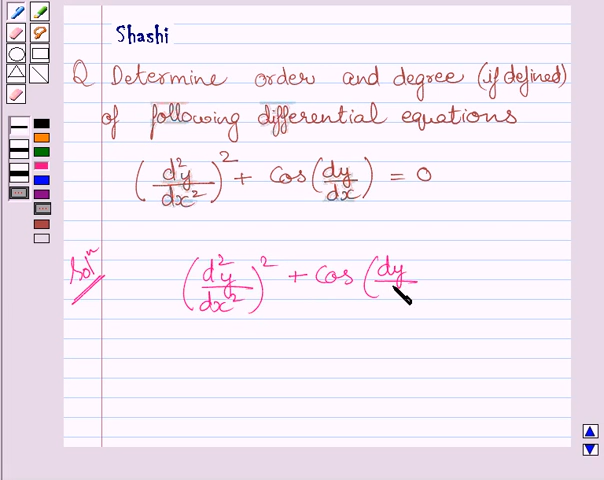 Shashi
Q Determine order and degree (if defined)
of following differential equations
(d²y/dx²)² + cos(dy/dx) = 0
Solⁿ (d²y/dx²)² + cos(dy/